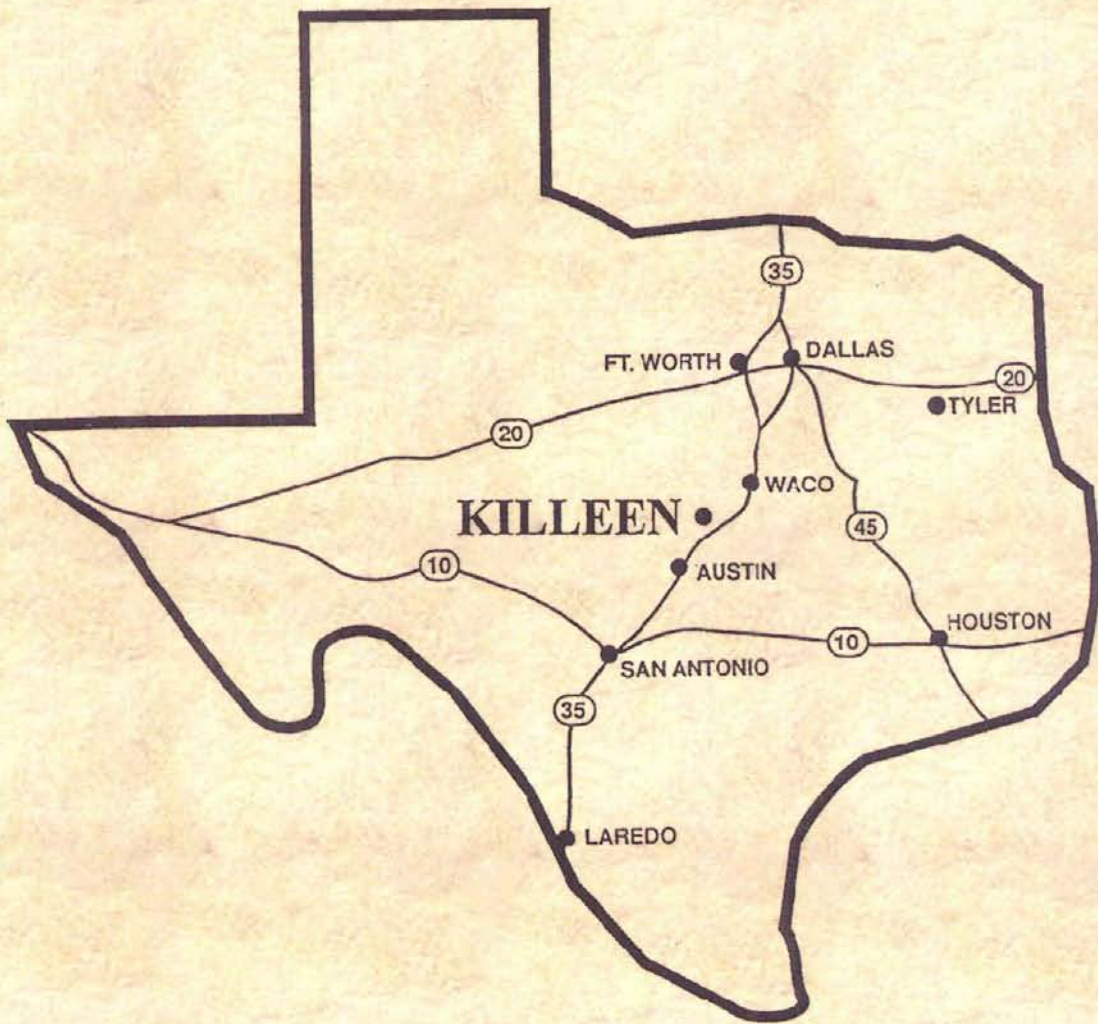 35
FT. WORTH
DALLAS
20
TYLER
20
WACO
KILLEEN
45
10
AUSTIN
HOUSTON
10
SAN ANTONIO
35
LAREDO